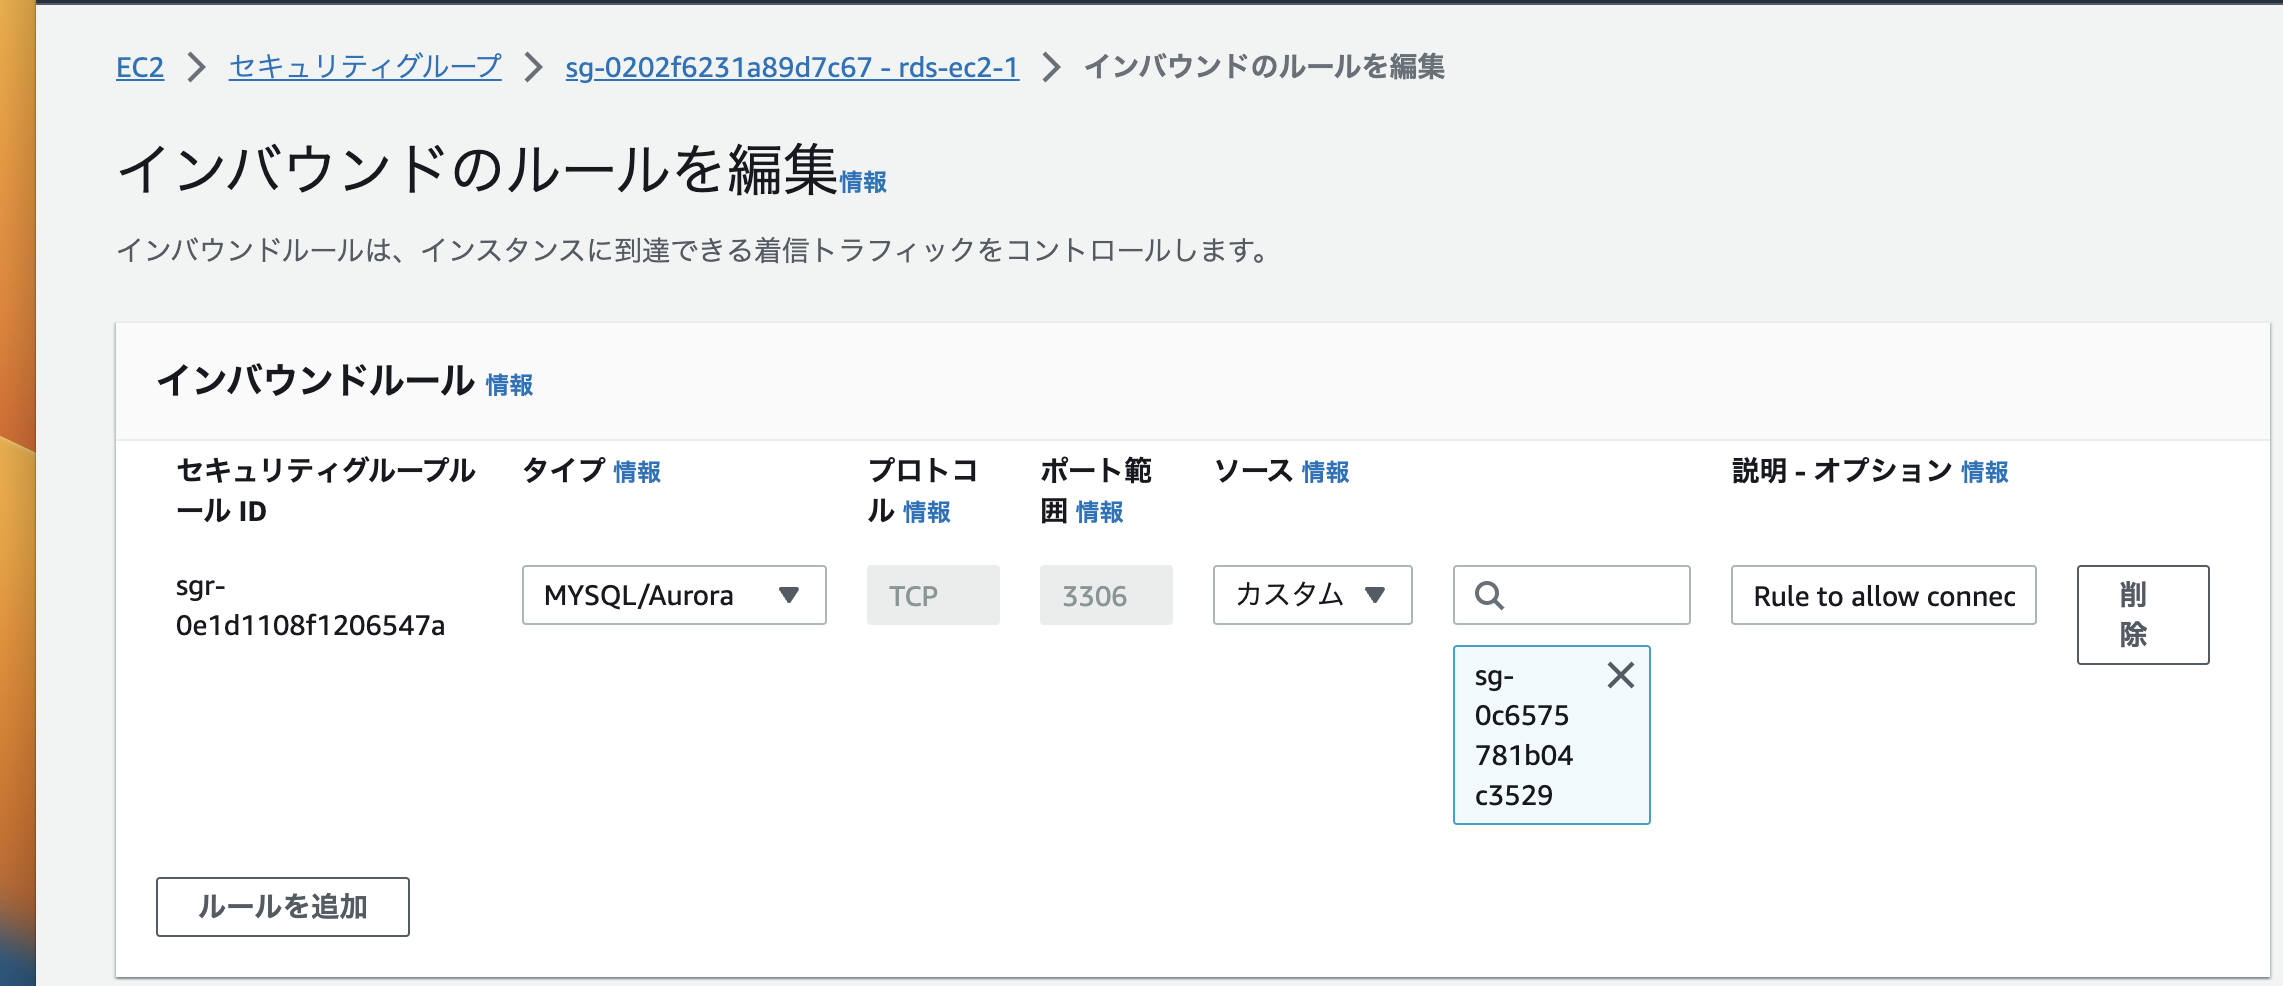 EC2 > セキュリティグループ > sg-0202f6231a89d7c67 - rds-ec2-1 > インバウンドのルールを編集
インバウンドのルールを編集情報
インバウンドルールは、インスタンスに到達できる着信トラフィックをコントロールします。
インバウンドルール 情報
セキュリティグループル
ール ID
タイプ 情報
プロトコ
ル 情報
ポート範
囲 情報
ソース 情報
説明 - オプション 情報
sgr-
0e1d1108f1206547a
MYSQL/Aurora
TCP
3306
カスタム
sg-
0c6575
781b04
c3529
Rule to allow connec
削
除
ルールを追加